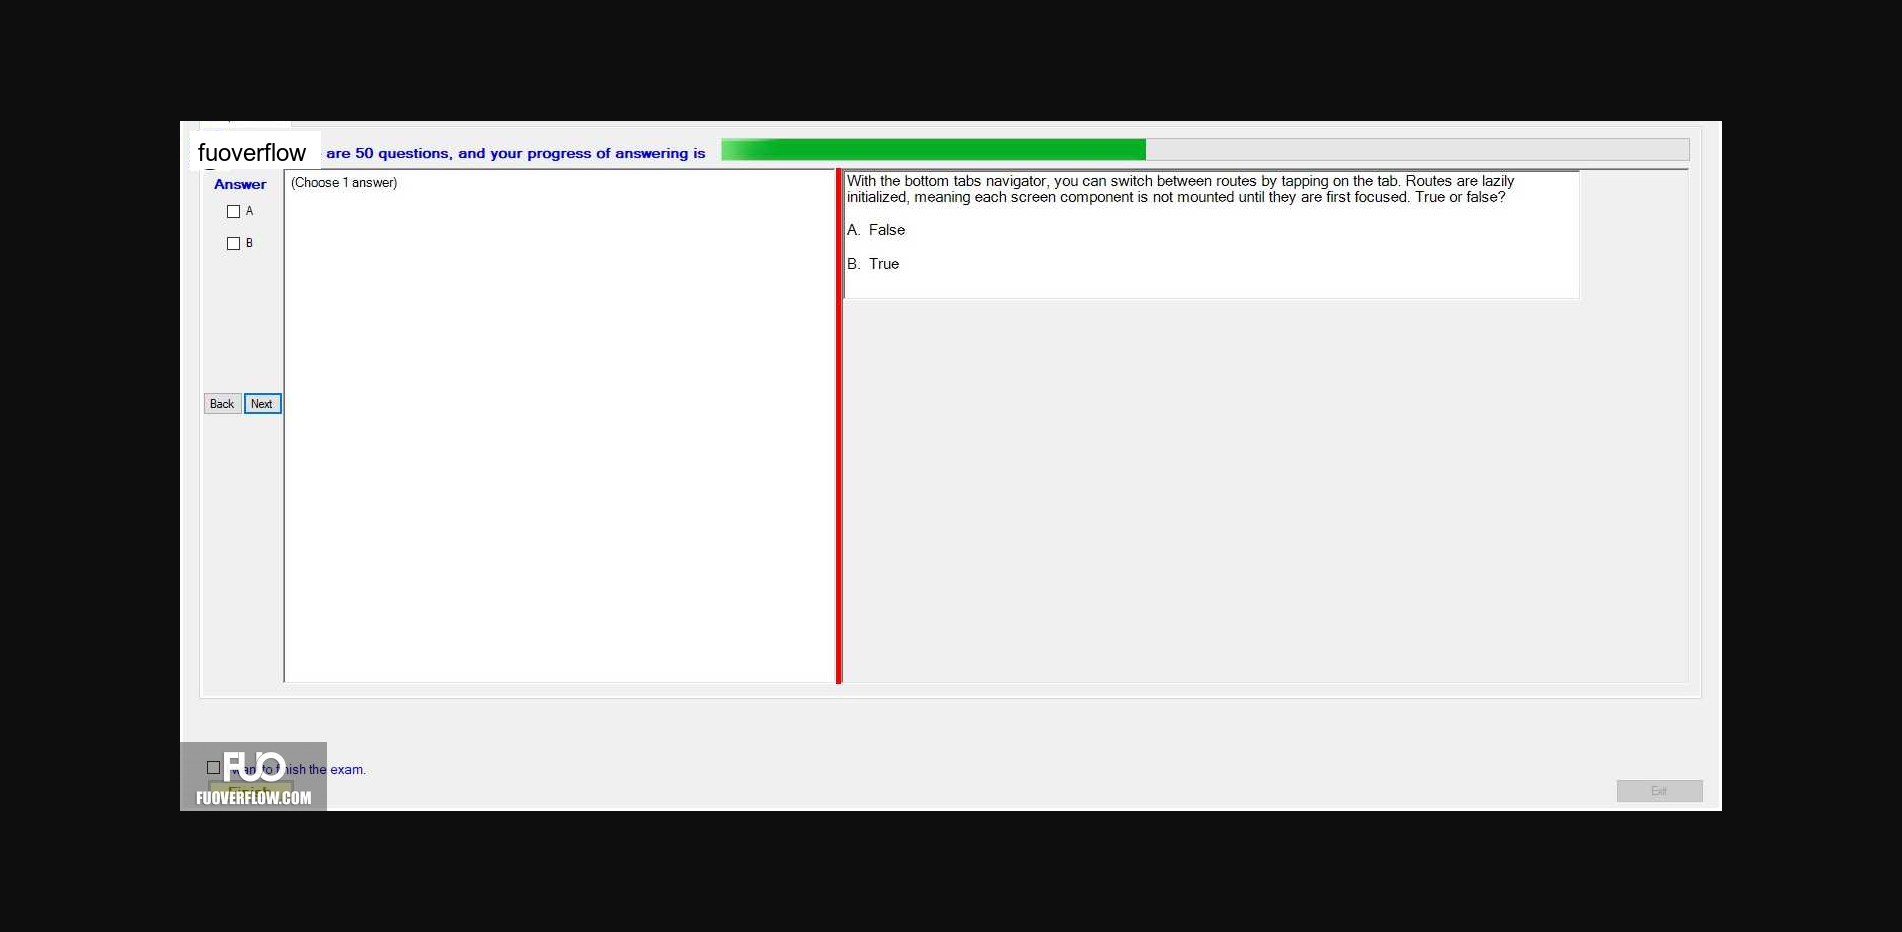 fuoverflow
are 50 questions, and your progress of answering is
Answer
(Choose 1 answer)
A
B
With the bottom tabs navigator, you can switch between routes by tapping on the tab. Routes are lazily
initialized, meaning each screen component is not mounted until they are first focused. True or false?
A. False
B. True
Back
Next
FUO
want to finish the exam.
Finish
FUOVERFLOW.COM
Exit